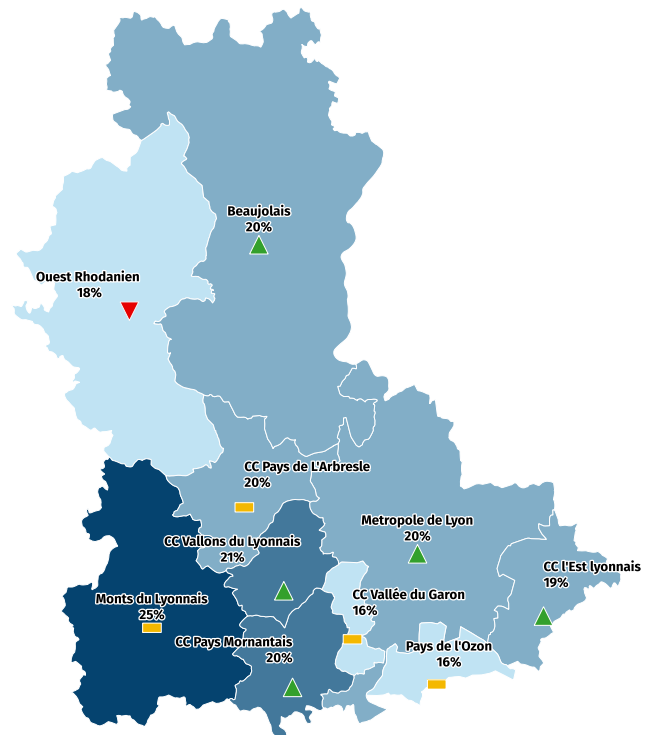 Beaujolais
20%
Ouest Rhodanien
18%
CC Pays de L'Arbresle
20%
Metropole de Lyon
20%
CC Vallons du Lyonnais
21%
CC l'Est lyonnais
19%
CC Vallée du Garon
16%
Monts du Lyonnais
25%
CC Pays Mornantais
20%
Pays de l'Ozon
16%